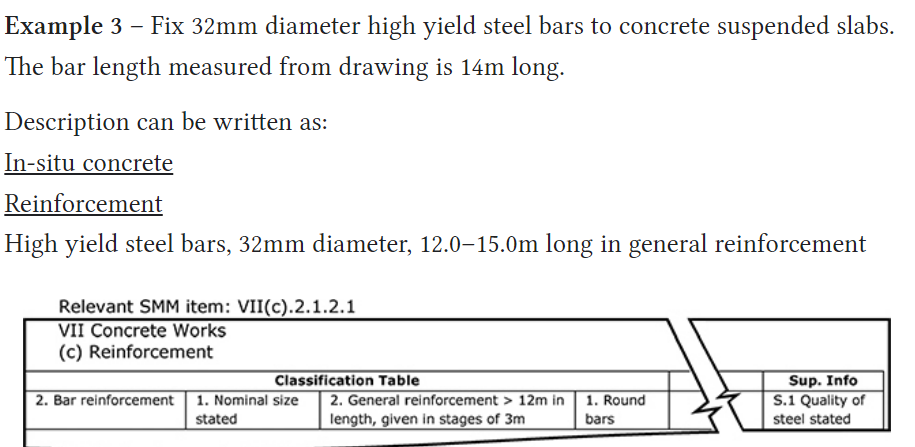 Example 3 – Fix 32mm diameter high yield steel bars to concrete suspended slabs.
The bar length measured from drawing is 14m long.
Description can be written as:
In-situ concrete
Reinforcement
High yield steel bars, 32mm diameter, 12.0–15.0m long in general reinforcement
Relevant SMM item: VII(c).2.1.2.1
VII Concrete Works
(c) Reinforcement
Classification Table
Sup. Info
2. Bar reinforcement
1. Nominal size
stated
2. General reinforcement > 12m in
length, given in stages of 3m
1. Round
bars
S.1 Quality of
steel stated